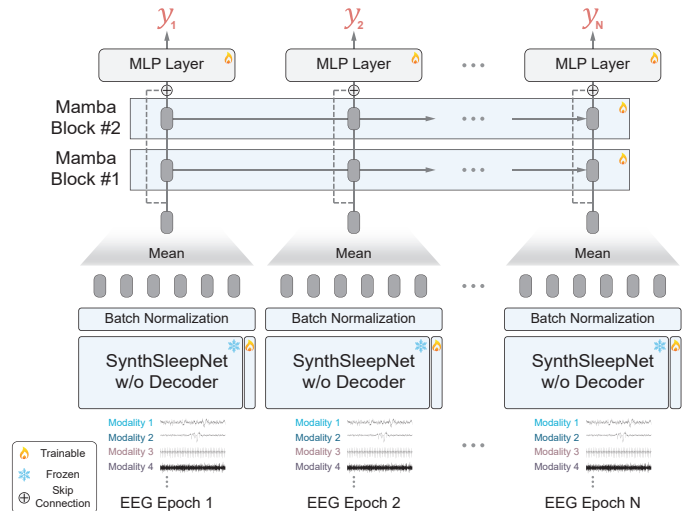 y1 y2 yN
MLP Layer MLP Layer MLP Layer
Mamba
Block #2
Mamba
Block #1
Mean Mean Mean
Batch Normalization Batch Normalization Batch Normalization
SynthSleepNet SynthSleepNet SynthSleepNet
w/o Decoder w/o Decoder w/o Decoder
Modality 1 Modality 1 Modality 1
Modality 2 Modality 2 Modality 2
Modality 3 Modality 3 Modality 3
Modality 4 Modality 4 Modality 4
EEG Epoch 1 EEG Epoch 2 EEG Epoch N
Trainable
Frozen
Skip
Connection